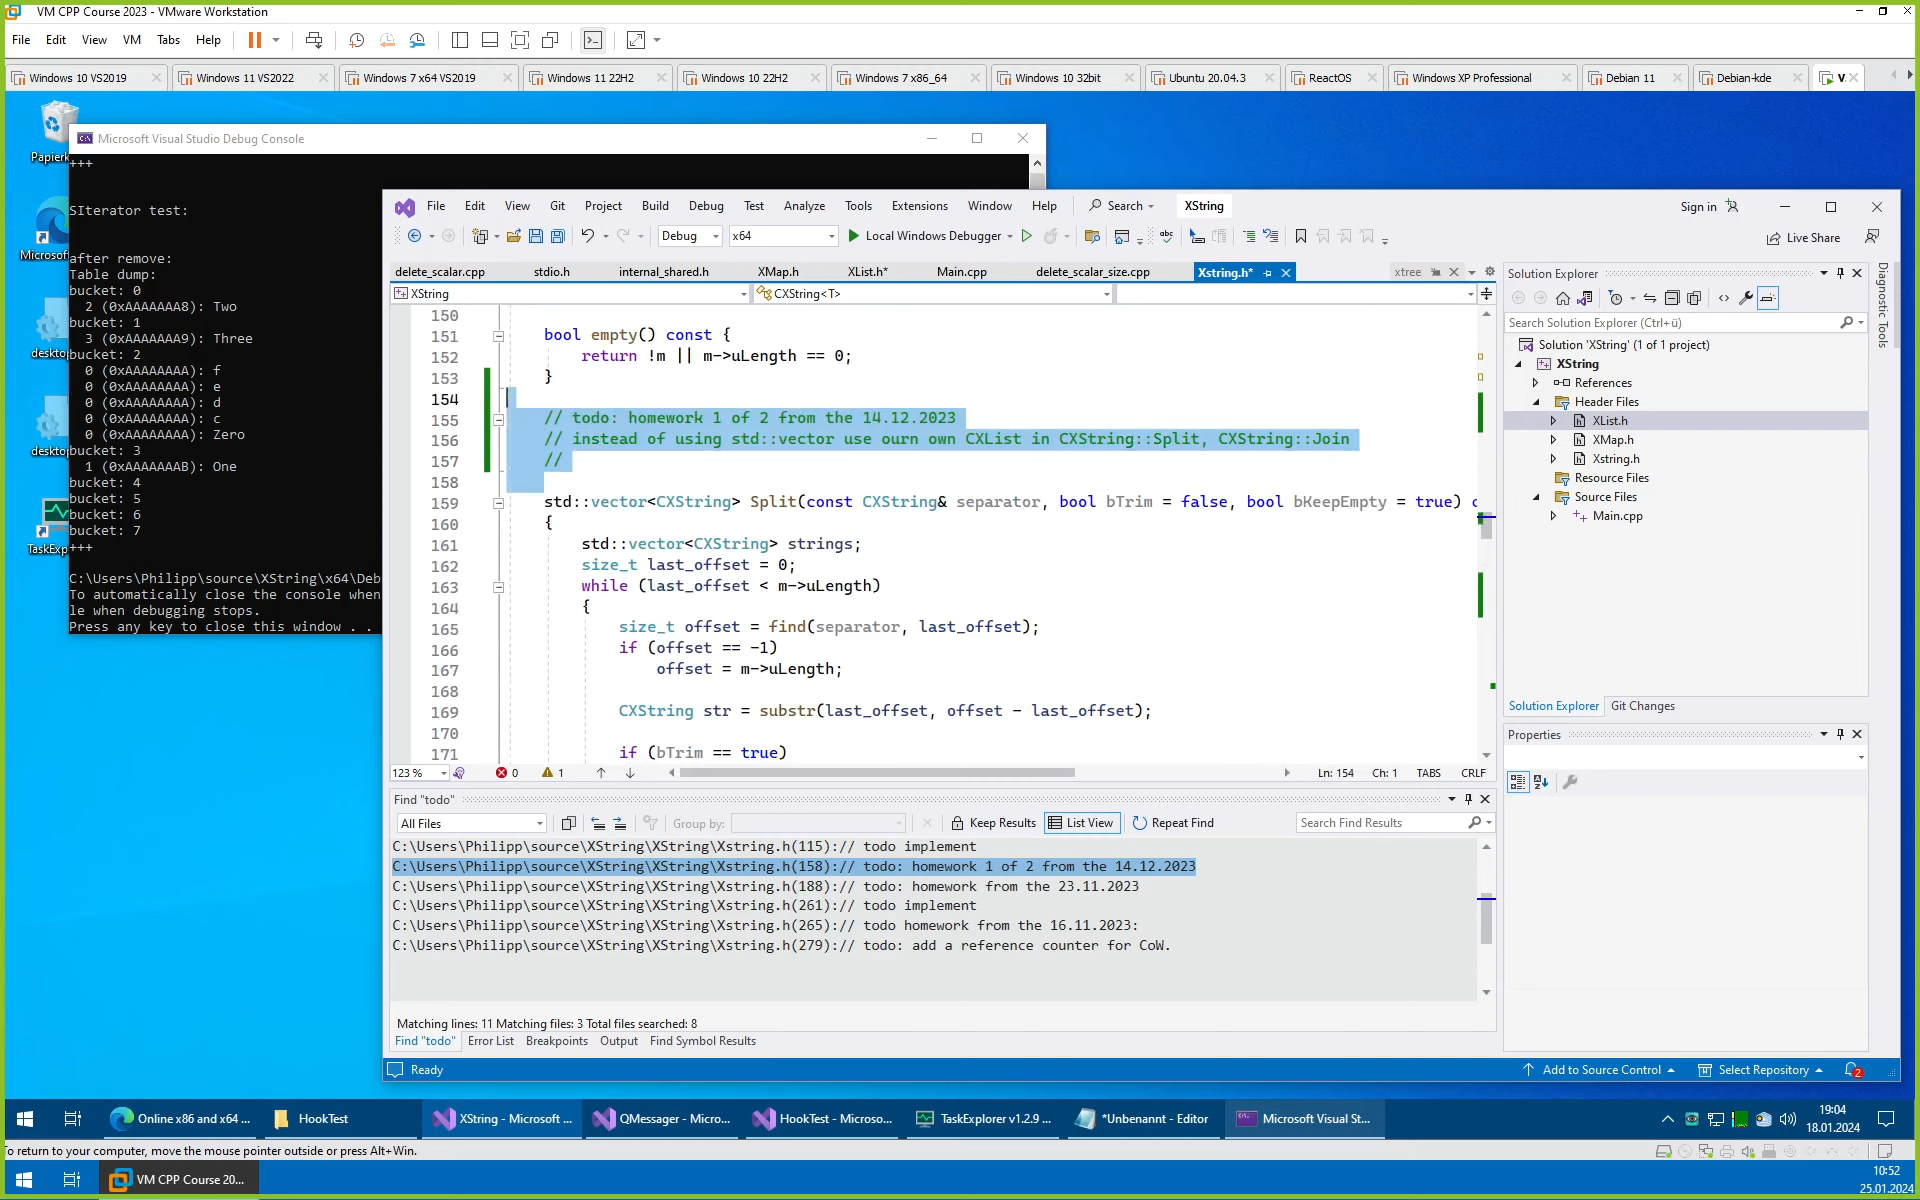 VM CPP Course 2023 - VMware Workstation
File Edit View VM Tabs Help
Windows 10 VS2019 Windows 11 VS2022 Windows 7 x64 VS2019 Windows 11 22H2 Windows 10 22H2 Windows 7 x86_64 Windows 10 32bit Ubuntu 20.04.3 ReactOS Windows XP Professional Debian 11 Debian-kde V
Papierk
Microsof
deskto
deskto
TaskExp
Microsoft Visual Studio Debug Console
+++
SIterator test:
after remove:
Table dump:
bucket: 0
2 (0xAAAAAAA8): Two
bucket: 1
3 (0xAAAAAAA9): Three
bucket: 2
0 (0xAAAAAAAA): f
0 (0xAAAAAAAA): e
0 (0xAAAAAAAA): d
0 (0xAAAAAAAA): c
0 (0xAAAAAAAA): Zero
bucket: 3
1 (0xAAAAAAAB): One
bucket: 4
bucket: 5
bucket: 6
bucket: 7
+++
C:\Users\Philipp\source\XString\x64\Deb
To automatically close the console when
le when debugging stops.
Press any key to close this window . .
File Edit View Git Project Build Debug Test Analyze Tools Extensions Window Help Search XString Sign in
Debug x64 Local Windows Debugger Live Share
delete_scalar.cpp stdio.h internal_shared.h XMap.h XList.h* Main.cpp delete_scalar_size.cpp Xstring.h* xtree
XString CXString<T>
150
151 bool empty() const {
152 return !m || m->uLength == 0;
153 }
154
155 // todo: homework 1 of 2 from the 14.12.2023
156 // instead of using std::vector use ourn own CXList in CXString::Split, CXString::Join
157 //
158
159 std::vector<CXString> Split(const CXString& separator, bool bTrim = false, bool bKeepEmpty = true) c
160 {
161 std::vector<CXString> strings;
162 size_t last_offset = 0;
163 while (last_offset < m->uLength)
164 {
165 size_t offset = find(separator, last_offset);
166 if (offset == -1)
167 offset = m->uLength;
168
169 CXString str = substr(last_offset, offset - last_offset);
170
171 if (bTrim == true)
123 % 0 1 Ln: 154 Ch: 1 TABS CRLF
Find "todo"
All Files Group by: Keep Results List View Repeat Find Search Find Results
C:\Users\Philipp\source\XString\XString\Xstring.h(115):// todo implement
C:\Users\Philipp\source\XString\XString\Xstring.h(158):// todo: homework 1 of 2 from the 14.12.2023
C:\Users\Philipp\source\XString\XString\Xstring.h(188):// todo: homework from the 23.11.2023
C:\Users\Philipp\source\XString\XString\Xstring.h(261):// todo implement
C:\Users\Philipp\source\XString\XString\Xstring.h(265):// todo homework from the 16.11.2023:
C:\Users\Philipp\source\XString\XString\Xstring.h(279):// todo: add a reference counter for CoW.
Matching lines: 11 Matching files: 3 Total files searched: 8
Find "todo" Error List Breakpoints Output Find Symbol Results
Solution Explorer
Search Solution Explorer (Ctrl+ü)
Solution 'XString' (1 of 1 project)
XString
References
Header Files
XList.h
XMap.h
Xstring.h
Resource Files
Source Files
Main.cpp
Solution Explorer Git Changes
Properties
Diagnostic Tools
Ready Add to Source Control Select Repository 2
Online x86 and x64 ... HookTest XString - Microsoft ... QMessager - Micro... HookTest - Microso... TaskExplorer v1.2.9 ... *Unbenannt - Editor Microsoft Visual St...
19:04
18.01.2024
To return to your computer, move the mouse pointer outside or press Alt+Win.
VM CPP Course 20...
10:52
25.01.2024